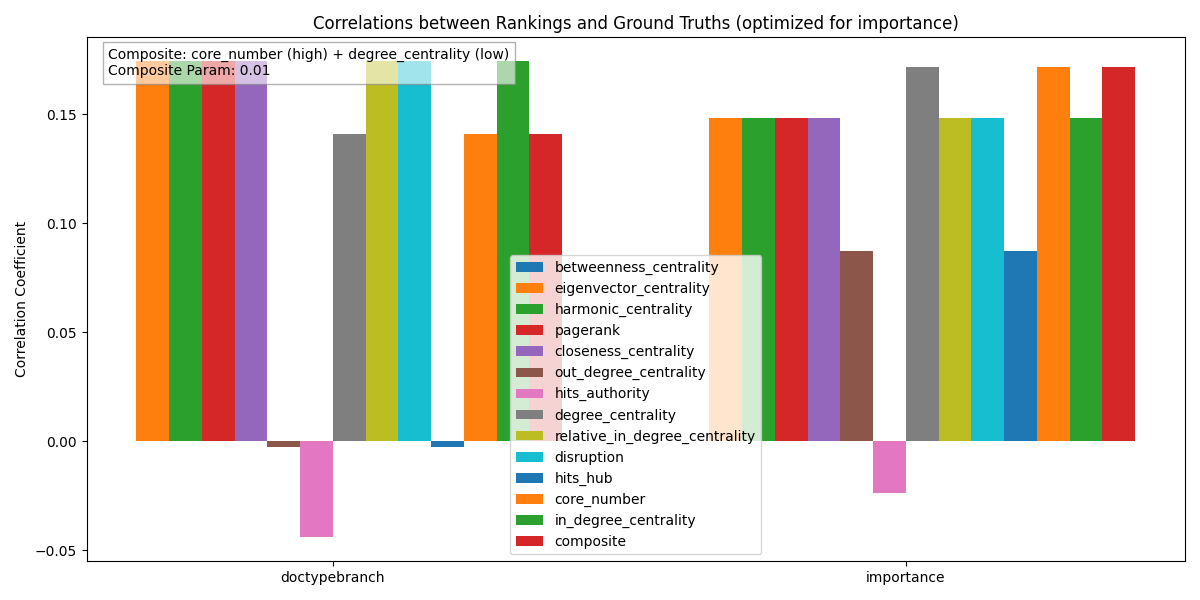 Correlations between Rankings and Ground Truths (optimized for importance)
Composite: core_number (high) + degree_centrality (low)
Composite Param: 0.01
Correlation Coefficient
0.15
0.10
0.05
0.00
−0.05
betweenness_centrality
eigenvector_centrality
harmonic_centrality
pagerank
closeness_centrality
out_degree_centrality
hits_authority
degree_centrality
relative_in_degree_centrality
disruption
hits_hub
core_number
in_degree_centrality
composite
doctypebranch
importance